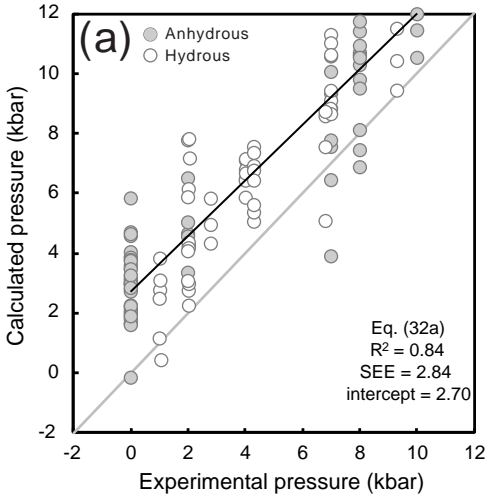 (a)
Anhydrous
Hydrous
12
10
8
6
4
2
0
-2
Calculated pressure (kbar)
Eq. (32a)
R² = 0.84
SEE = 2.84
intercept = 2.70
-2 0 2 4 6 8 10 12
Experimental pressure (kbar)